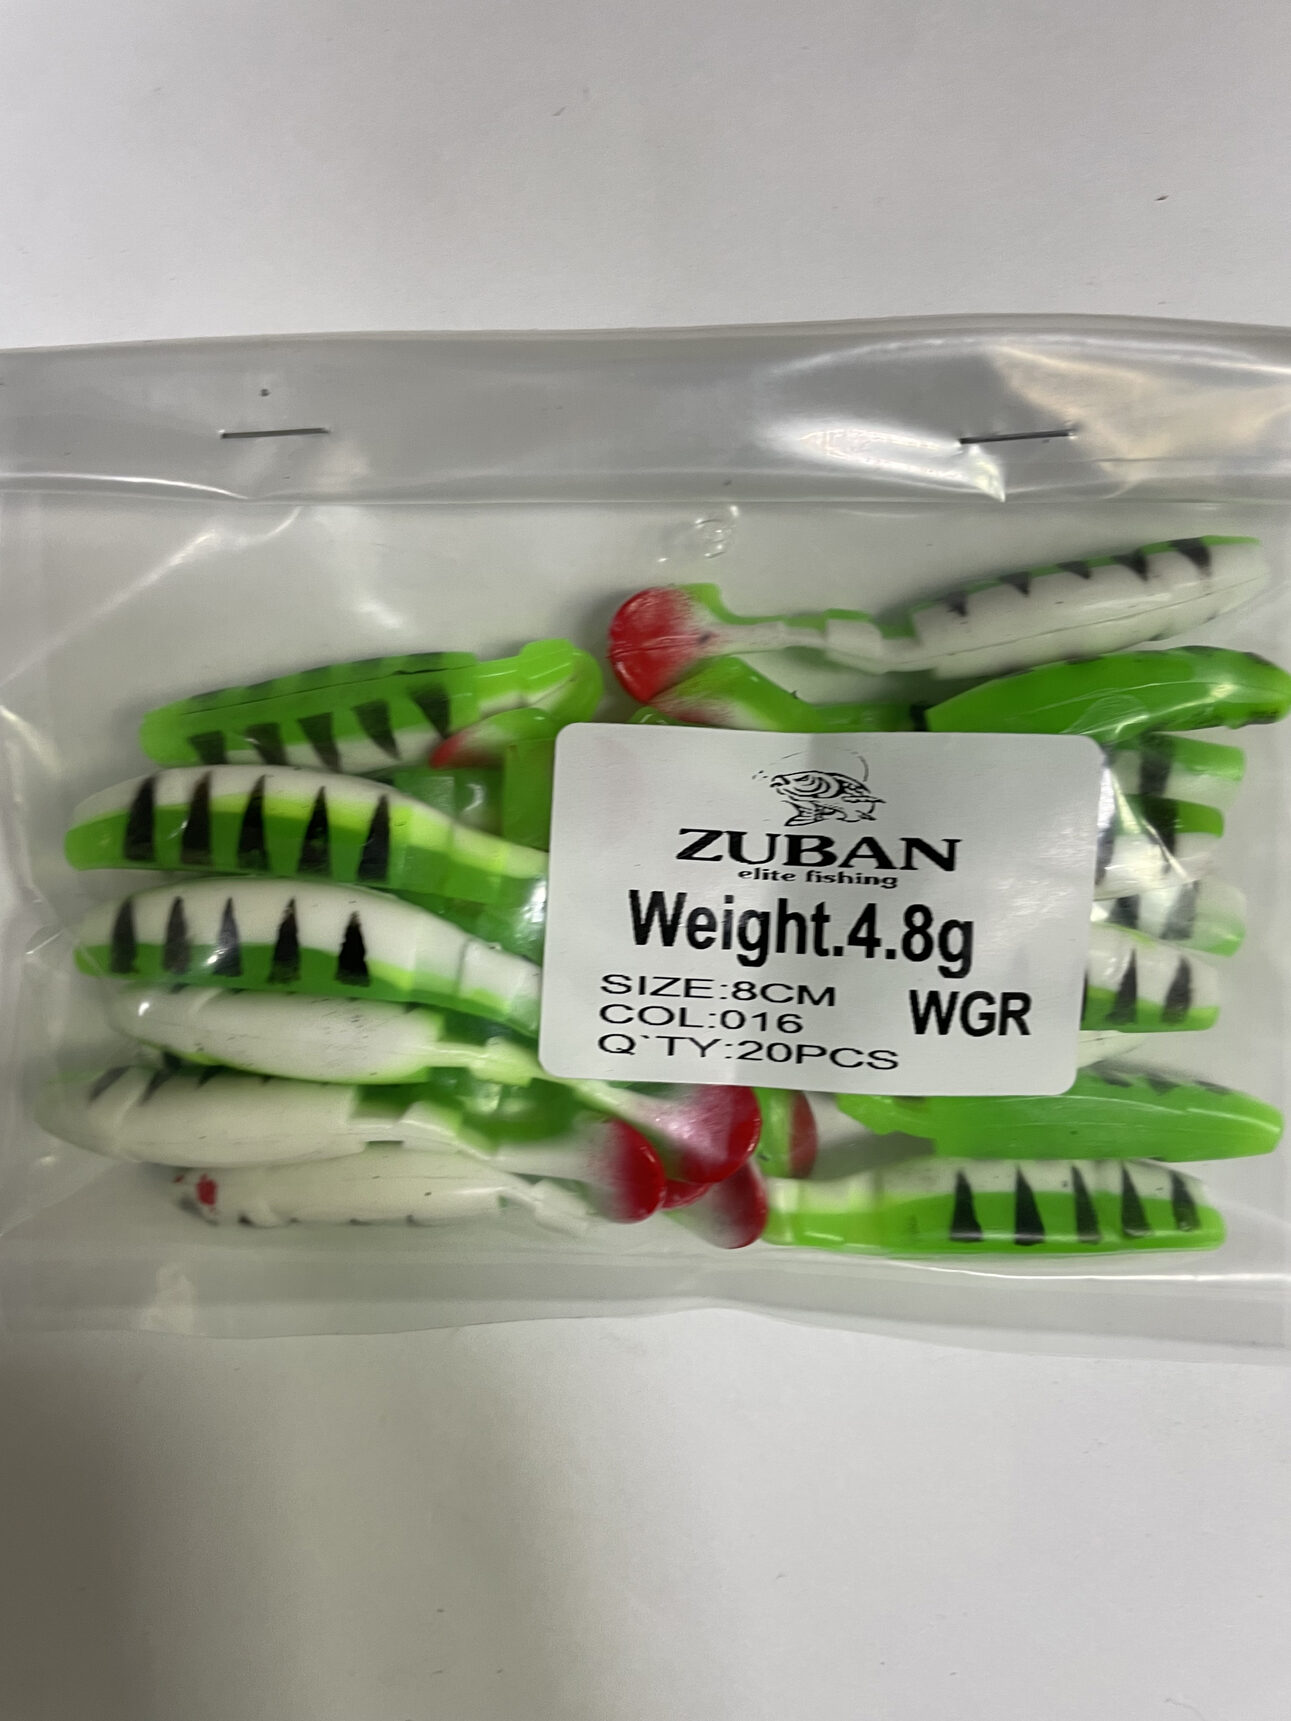 ZUBAN
elite fishing
Weight.4.8g
SIZE:8CM
COL:016 WGR
Q`TY:20PCS